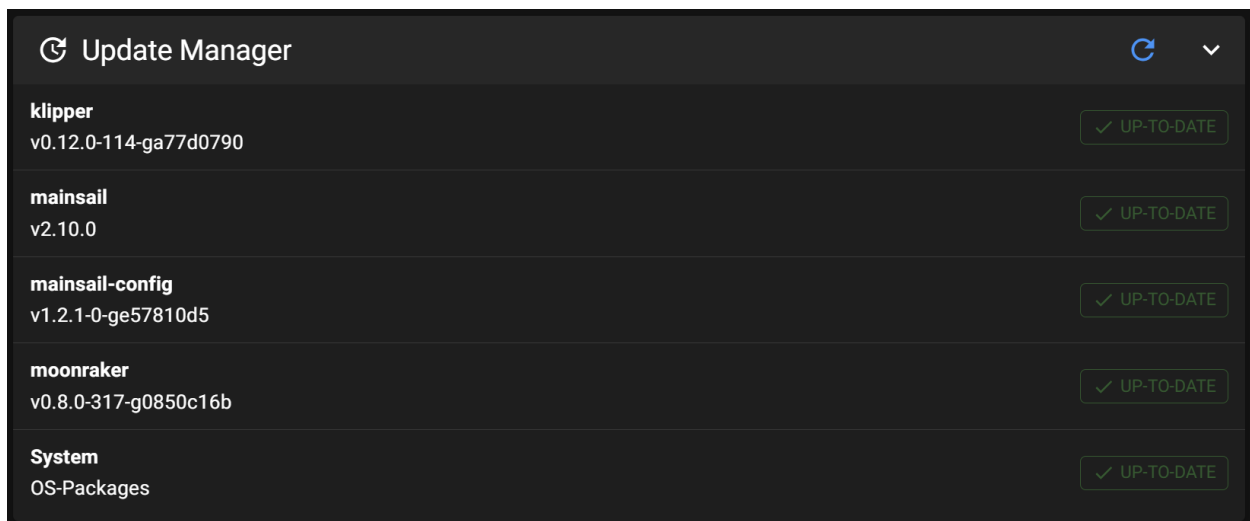 Update Manager
klipper
v0.12.0-114-ga77d0790
UP-TO-DATE
mainsail
v2.10.0
UP-TO-DATE
mainsail-config
v1.2.1-0-ge57810d5
UP-TO-DATE
moonraker
v0.8.0-317-g0850c16b
UP-TO-DATE
System
OS-Packages
UP-TO-DATE